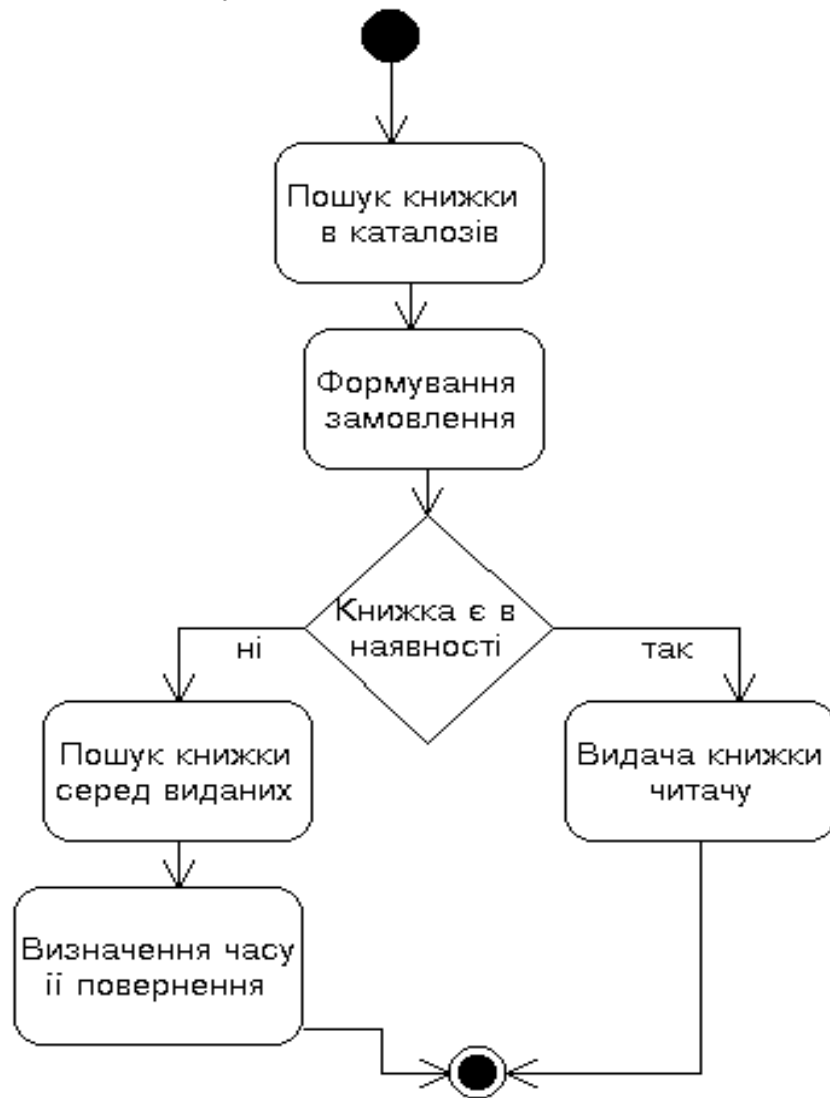 Пошук книжки
в каталозів
Формування
замовлення
Книжка є в
наявності
ні
так
Пошук книжки
серед виданих
Видача книжки
читачу
Визначення часу
іі повернення